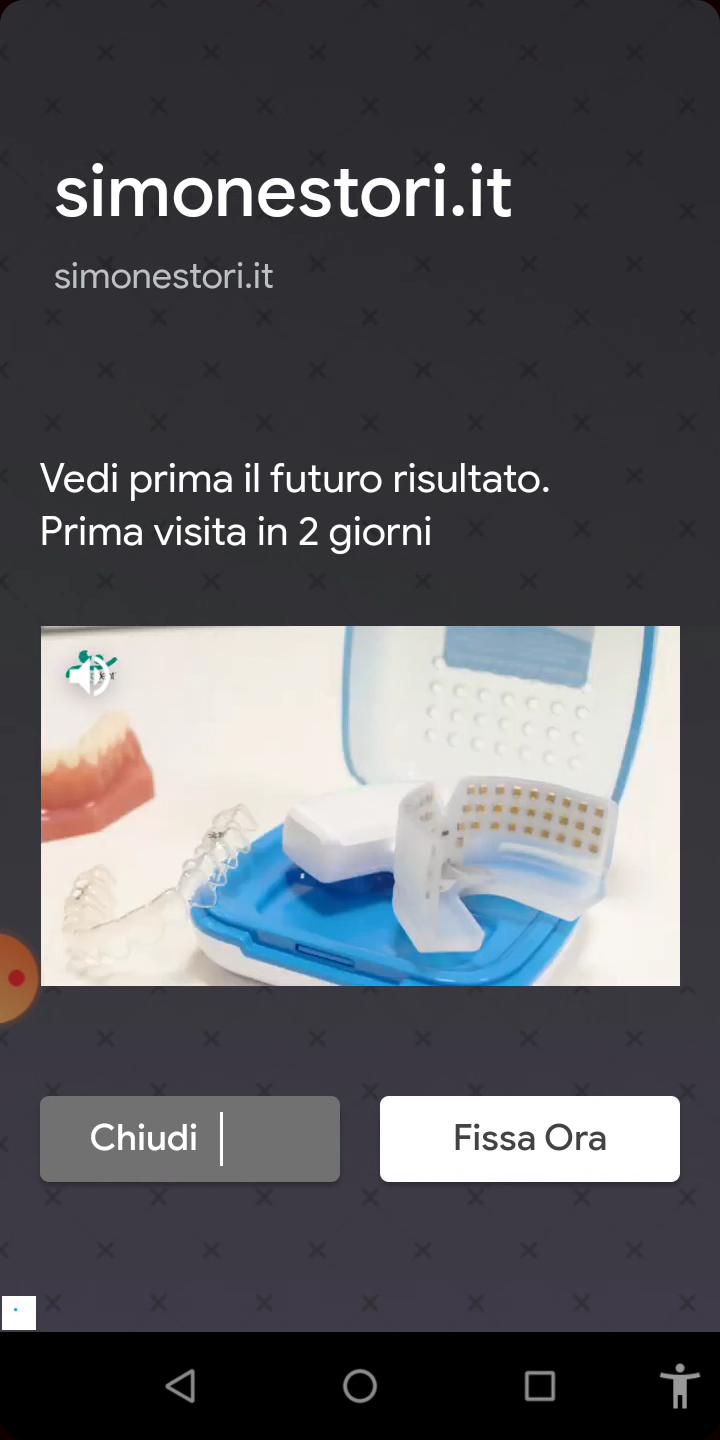 simonestori.it
simonestori.it
Vedi prima il futuro risultato.
Prima visita in 2 giorni
Chiudi
Fissa Ora